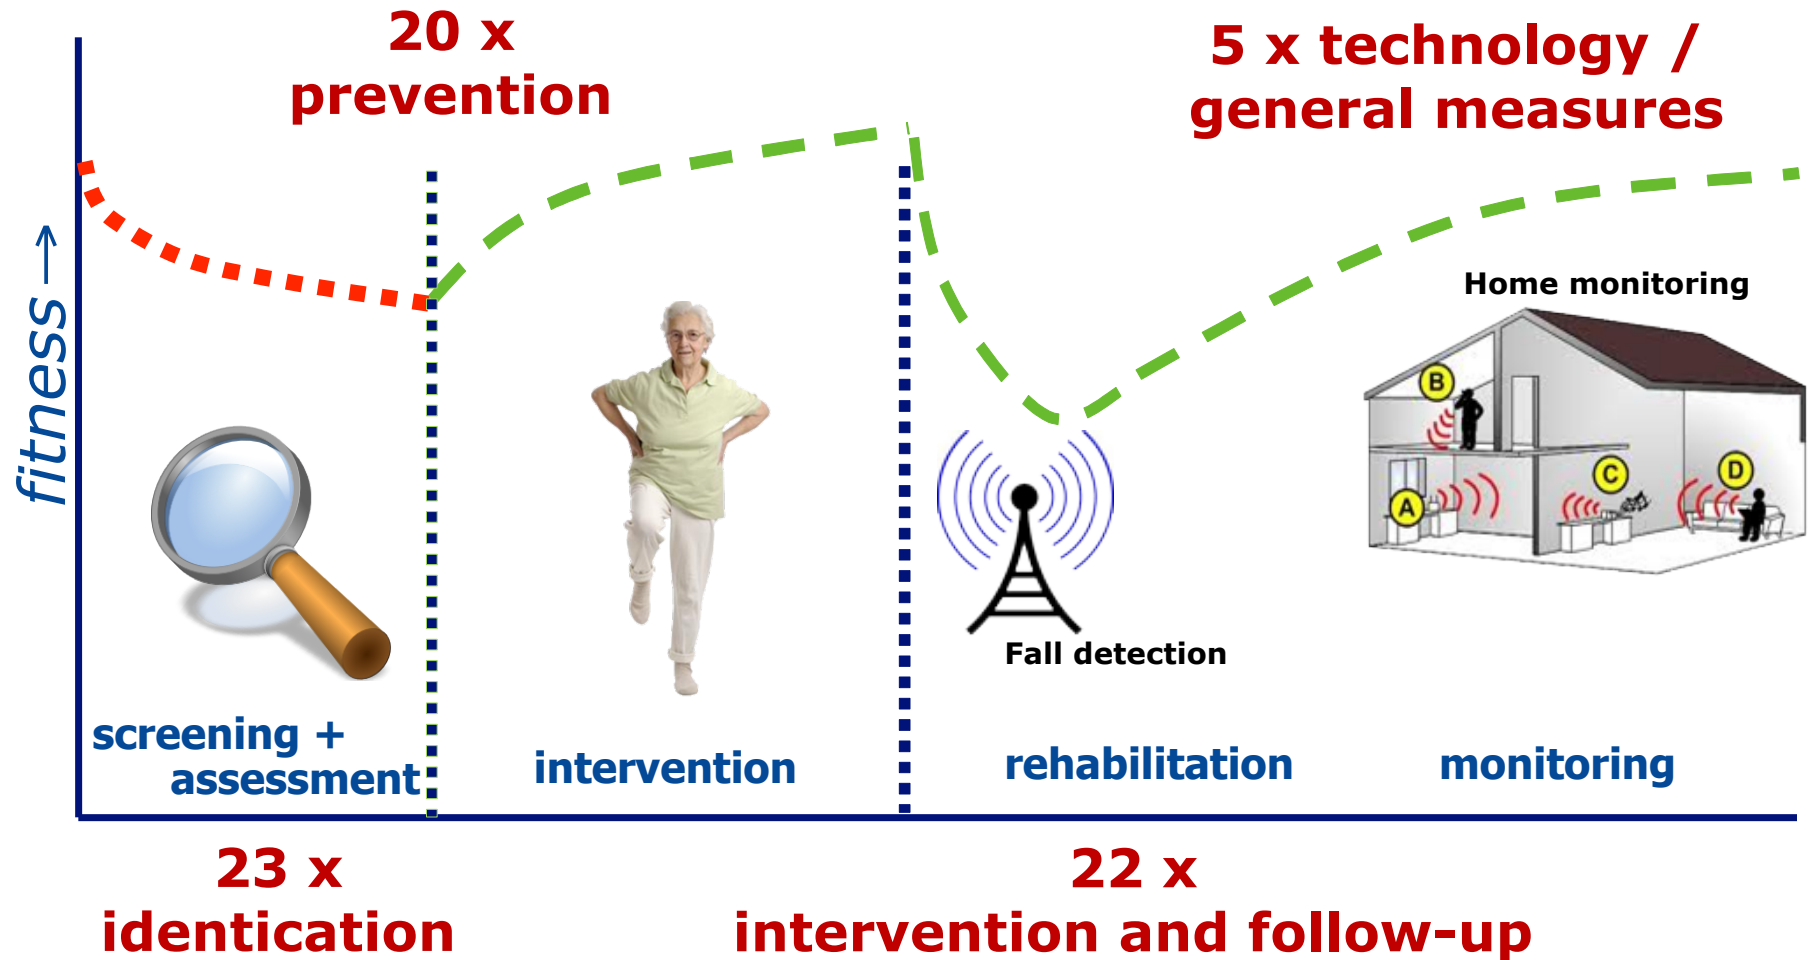 20 x
prevention
5 x technology /
general measures
fitness →
Home monitoring
B
A
C
D
Fall detection
screening +
assessment
intervention
rehabilitation
monitoring
23 x
identication
22 x
intervention and follow-up